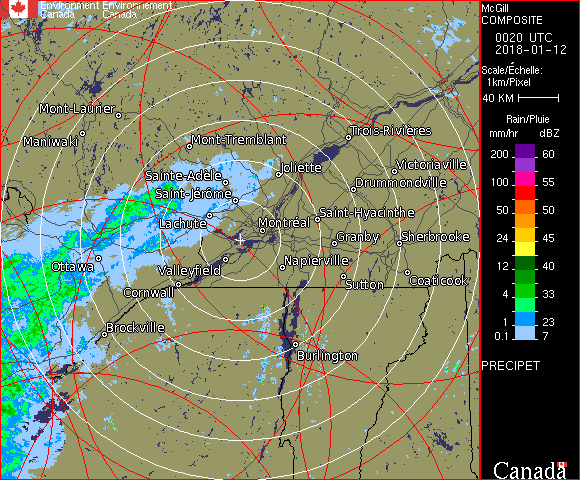 Environment Environnement
Canada Canada
Mont-Laurier
Trois-Rivières
Maniwaki
Mont-Tremblant
Joliette
Victoriaville
Sainte-Adèle
Drummondville
Saint-Jérôme
Saint-Hyacinthe
Lachute
Montréal
Granby
Sherbrooke
Ottawa
Valleyfield
Napierville
Cornwall
Sutton
Coaticook
Brockville
Burlington
McGill
COMPOSITE
0020 UTC
2018-01-12
Scale/Échelle:
1km/Pixel
40 KM
Rain/Pluie
mm/hr dBZ
200 60
100 55
50 50
24 45
12 40
4 33
1 23
0.1 7
PRECIPET
Canada